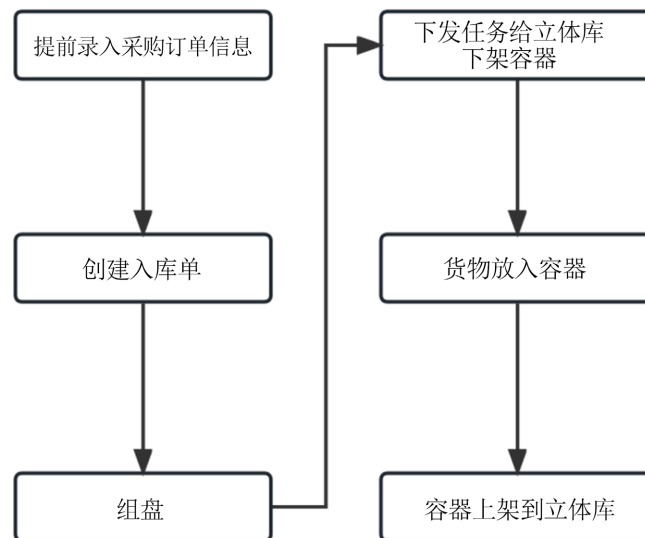 提前录入采购订单信息
创建入库单
组盘
下发任务给立体库
下架容器
货物放入容器
容器上架到立体库